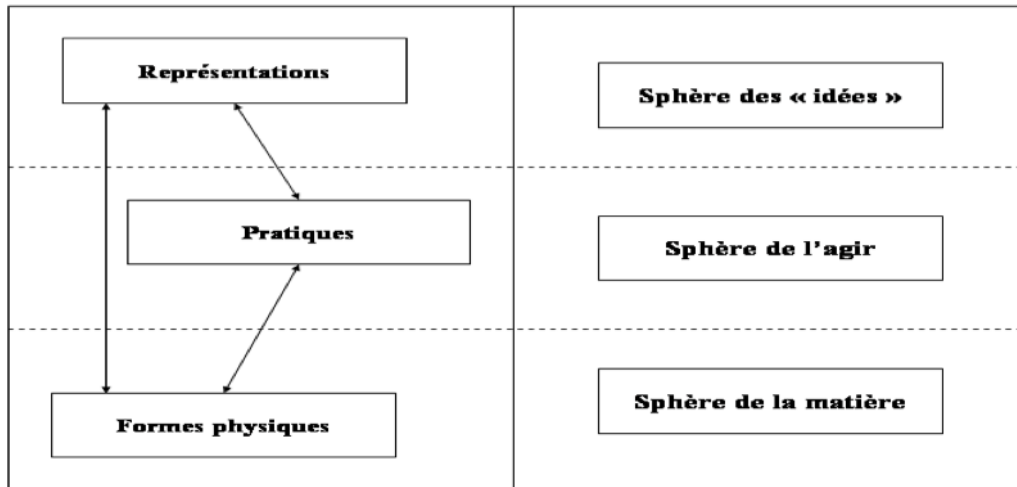 Représentations
Sphère des « idées »
Pratiques
Sphère de l’agir
Sphère de la matière
Formes physiques